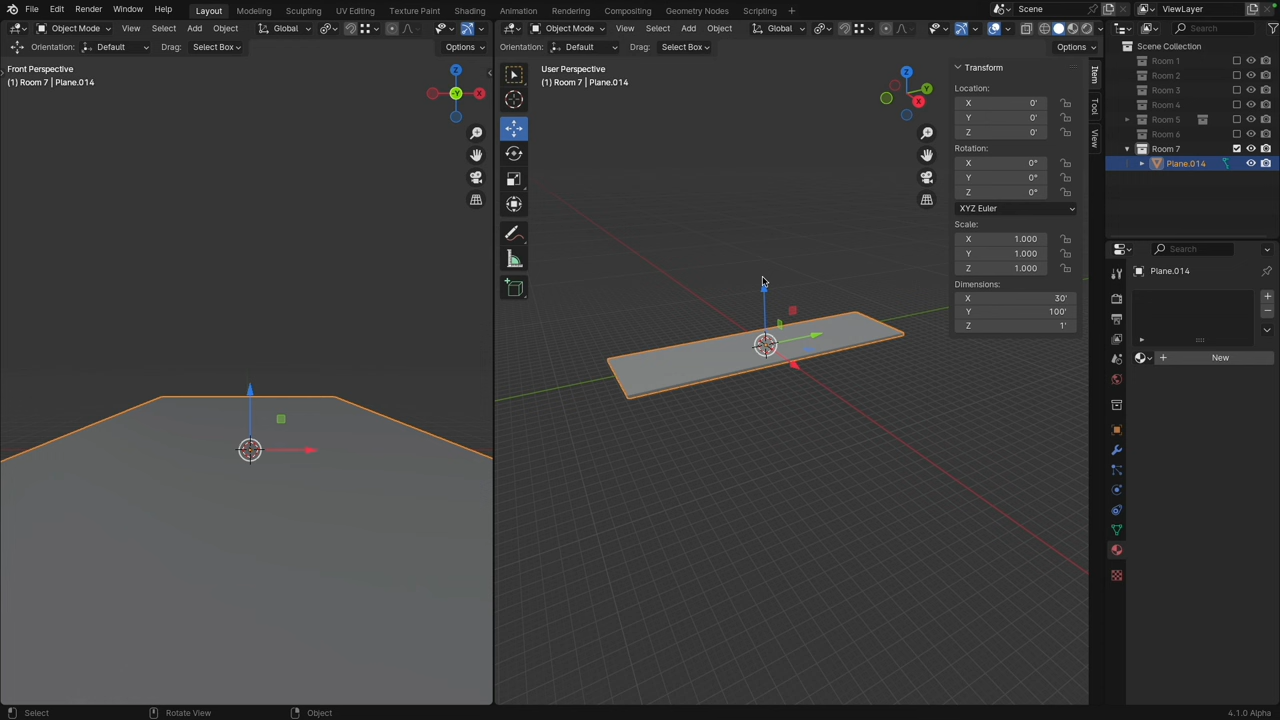 File Edit Render Window Help Layout Modeling Sculpting UV Editing Texture Paint Shading Animation Rendering Compositing Geometry Nodes Scripting + Scene ViewLayer
Object Mode View Select Add Object Global Object Mode View Select Add Object Global Search
Orientation: Default Drag: Select Box Options Orientation: Default Drag: Select Box Options
Scene Collection
Room 1
Room 2
Room 3
Room 4
Room 5
Room 6
Room 7
Plane.014
Front Perspective
(1) Room 7 | Plane.014
Z
-Y
X
User Perspective
(1) Room 7 | Plane.014
Z
Y
X
Transform
Location:
X 0'
Y 0'
Z 0'
Rotation:
X 0°
Y 0°
Z 0°
XYZ Euler
Scale:
X 1.000
Y 1.000
Z 1.000
Dimensions:
X 30'
Y 100'
Z 1'
Item
Tool
View
Search
Plane.014
+ New
Select Rotate View Object 4.1.0 Alpha